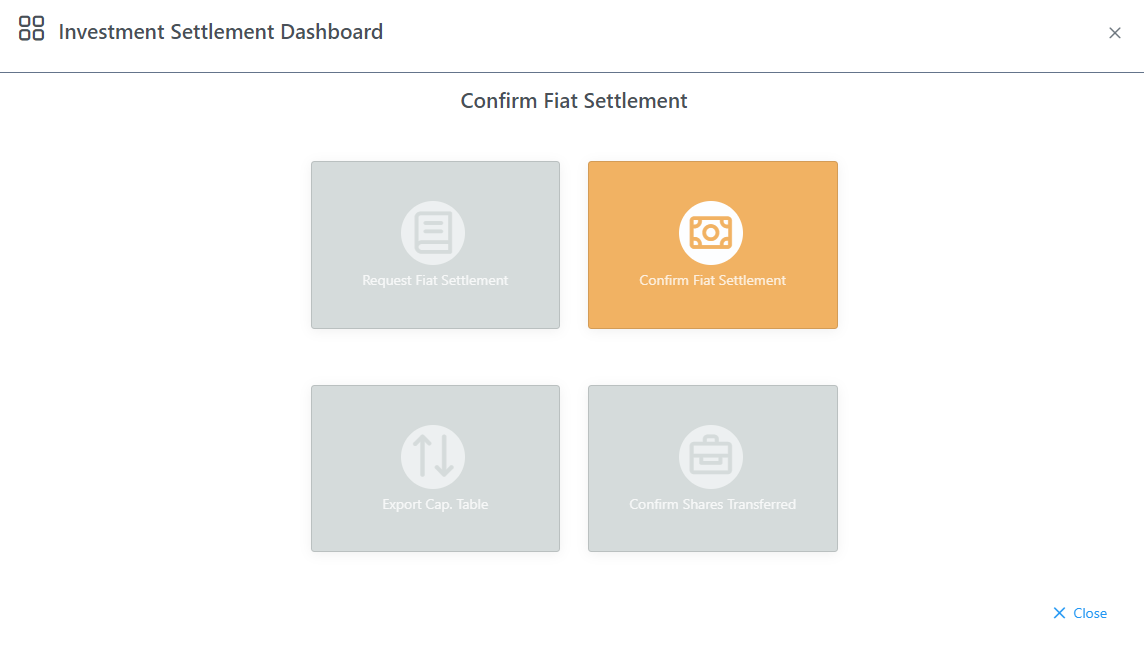 Investment Settlement Dashboard
Confirm Fiat Settlement
Request Fiat Settlement
Confirm Fiat Settlement
Export Cap. Table
Confirm Shares Transferred
Close